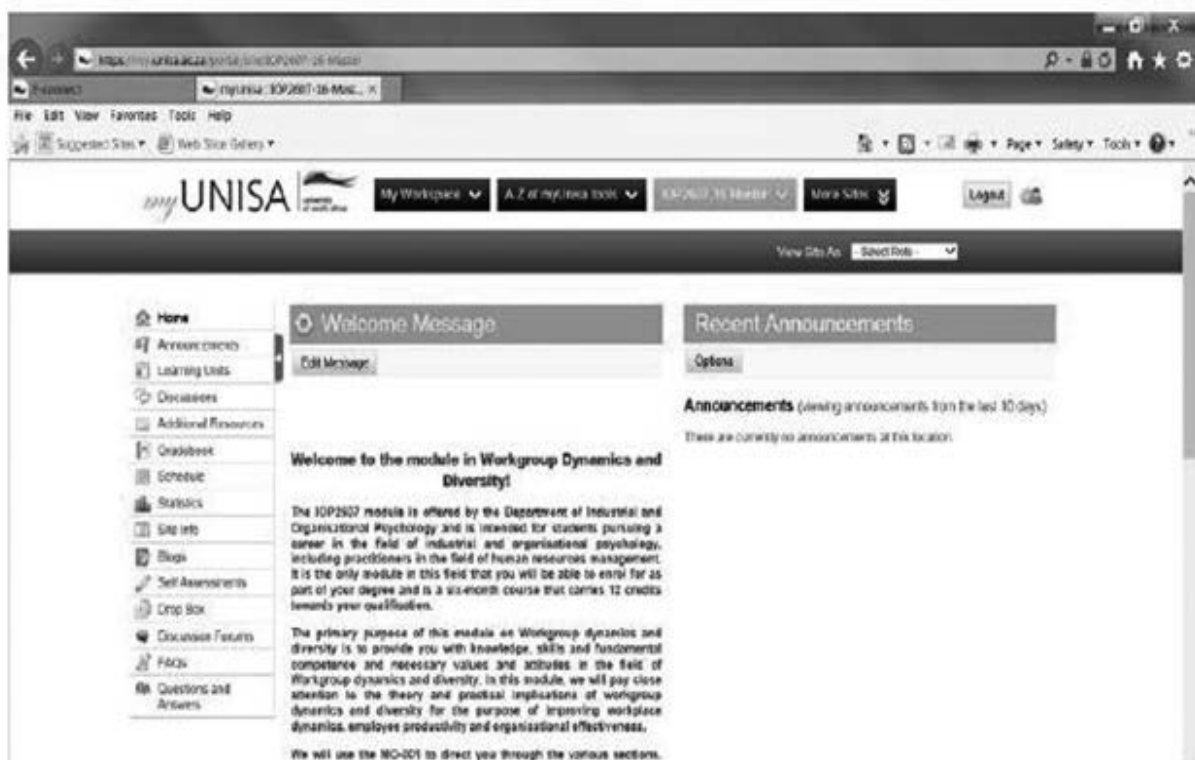 File Edit View Favorites Tools Help
Suggested Sites Web Slice Gallery
Page Safety Tools
myUNISA university of south africa
My Workspace
A-Z of myUnisa tools
More Sites
Logout
View Site As - Select Role -
Home
Announcements
Learning Units
Discussions
Additional Resources
Gradebook
Schedule
Statistics
Site Info
Blogs
Self Assessments
Drop Box
Discussion Forums
FAQs
Questions and
Answers
Welcome Message
Edit Message
Welcome to the module in Workgroup Dynamics and
Diversity!
The IOP2607 module is offered by the Department of Industrial and
Organisational Psychology and is intended for students pursuing a
career in the field of industrial and organisational psychology,
including practitioners in the field of human resources management.
It is the only module in this field that you will be able to enrol for as
part of your degree and is a six-month course that carries 12 credits
towards your qualification.
The primary purpose of this module on Workgroup dynamics and
diversity is to provide you with knowledge, skills and fundamental
competence and necessary values and attitudes in the field of
Workgroup dynamics and diversity. In this module, we will pay close
attention to the theory and practical implications of workgroup
dynamics and diversity for the purpose of improving workplace
dynamics, employee productivity and organisational effectiveness.
We will use the MO-001 to direct you through the various sections.
Recent Announcements
Options
Announcements (viewing announcements from the last 10 days)
There are currently no announcements at this location.